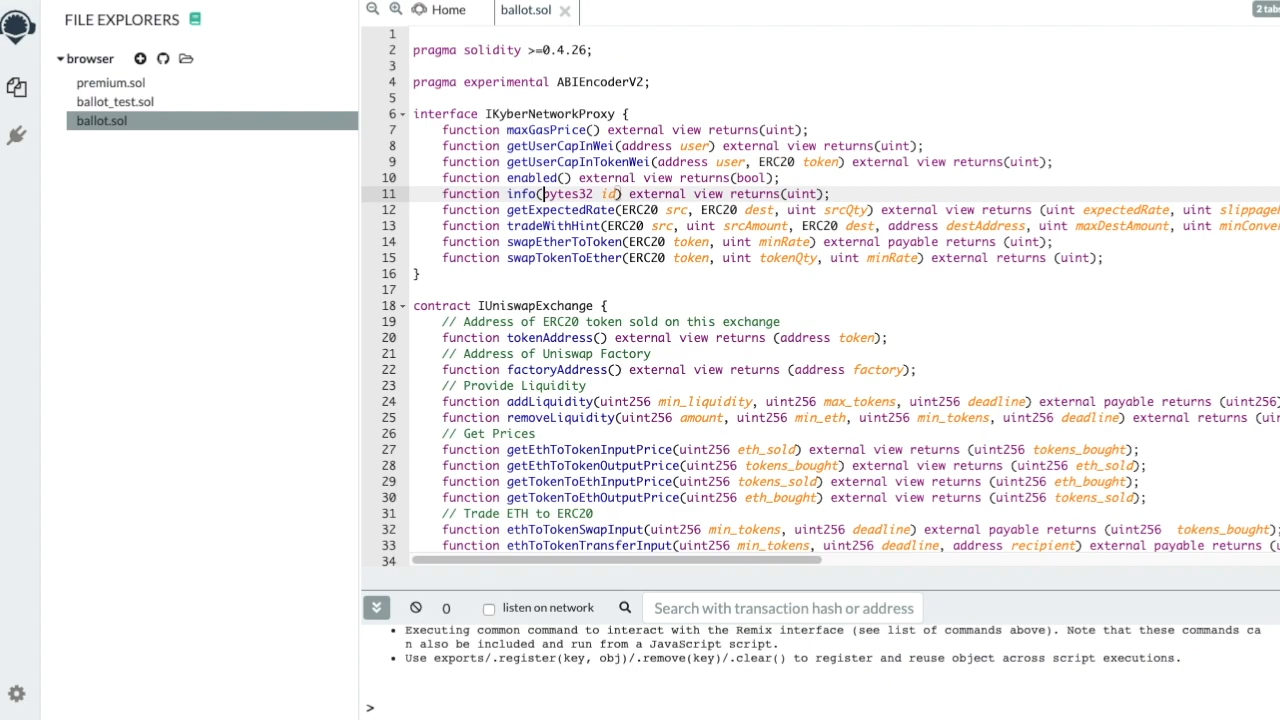 FILE EXPLORERS
browser
premium.sol
ballot_test.sol
ballot.sol
Home
ballot.sol
2 tabs
1
2 pragma solidity >=0.4.26;
3
4 pragma experimental ABIEncoderV2;
5
6 interface IKyberNetworkProxy {
7 function maxGasPrice() external view returns(uint);
8 function getUserCapInWei(address user) external view returns(uint);
9 function getUserCapInTokenWei(address user, ERC20 token) external view returns(uint);
10 function enabled() external view returns(bool);
11 function info(bytes32 id) external view returns(uint);
12 function getExpectedRate(ERC20 src, ERC20 dest, uint srcQty) external view returns (uint expectedRate, uint
13 function tradeWithHint(ERC20 src, uint srcAmount, ERC20 dest, address destAddress, uint maxDestAmount, uint
14 function swapEtherToToken(ERC20 token, uint minRate) external payable returns (uint);
15 function swapTokenToEther(ERC20 token, uint tokenQty, uint minRate) external returns (uint);
16 }
17
18 contract IUniswapExchange {
19 // Address of ERC20 token sold on this exchange
20 function tokenAddress() external view returns (address token);
21 // Address of Uniswap Factory
22 function factoryAddress() external view returns (address factory);
23 // Provide Liquidity
24 function addLiquidity(uint256 min_liquidity, uint256 max_tokens, uint256 deadline) external payable returns (uint256)
25 function removeLiquidity(uint256 amount, uint256 min_eth, uint256 min_tokens, uint256 deadline) external returns
26 // Get Prices
27 function getEthToTokenInputPrice(uint256 eth_sold) external view returns (uint256 tokens_bought);
28 function getEthToTokenOutputPrice(uint256 tokens_bought) external view returns (uint256 eth_sold);
29 function getTokenToEthInputPrice(uint256 tokens_sold) external view returns (uint256 eth_bought);
30 function getTokenToEthOutputPrice(uint256 eth_bought) external view returns (uint256 tokens_sold);
31 // Trade ETH to ERC20
32 function ethToTokenSwapInput(uint256 min_tokens, uint256 deadline) external payable returns (uint256 tokens_bought);
33 function ethToTokenTransferInput(uint256 min_tokens, uint256 deadline, address recipient) external payable returns
34
0
listen on network
Search with transaction hash or address
• Executing common command to interact with the Remix interface (see list of commands above). Note that these commands ca
n also be included and run from a JavaScript script.
• Use exports/.register(key, obj)/.remove(key)/.clear() to register and reuse object across script executions.
>